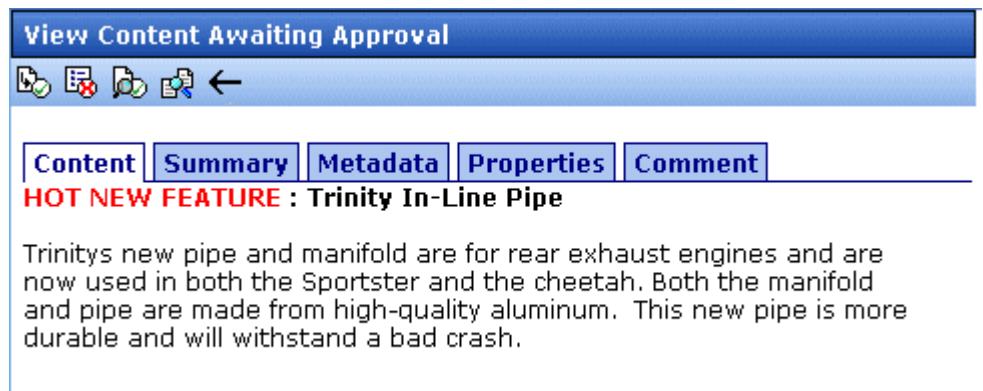 View Content Awaiting Approval
Content Summary Metadata Properties Comment
HOT NEW FEATURE : Trinity In-Line Pipe
Trinitys new pipe and manifold are for rear exhaust engines and are
now used in both the Sportster and the cheetah. Both the manifold
and pipe are made from high-quality aluminum.  This new pipe is more
durable and will withstand a bad crash.